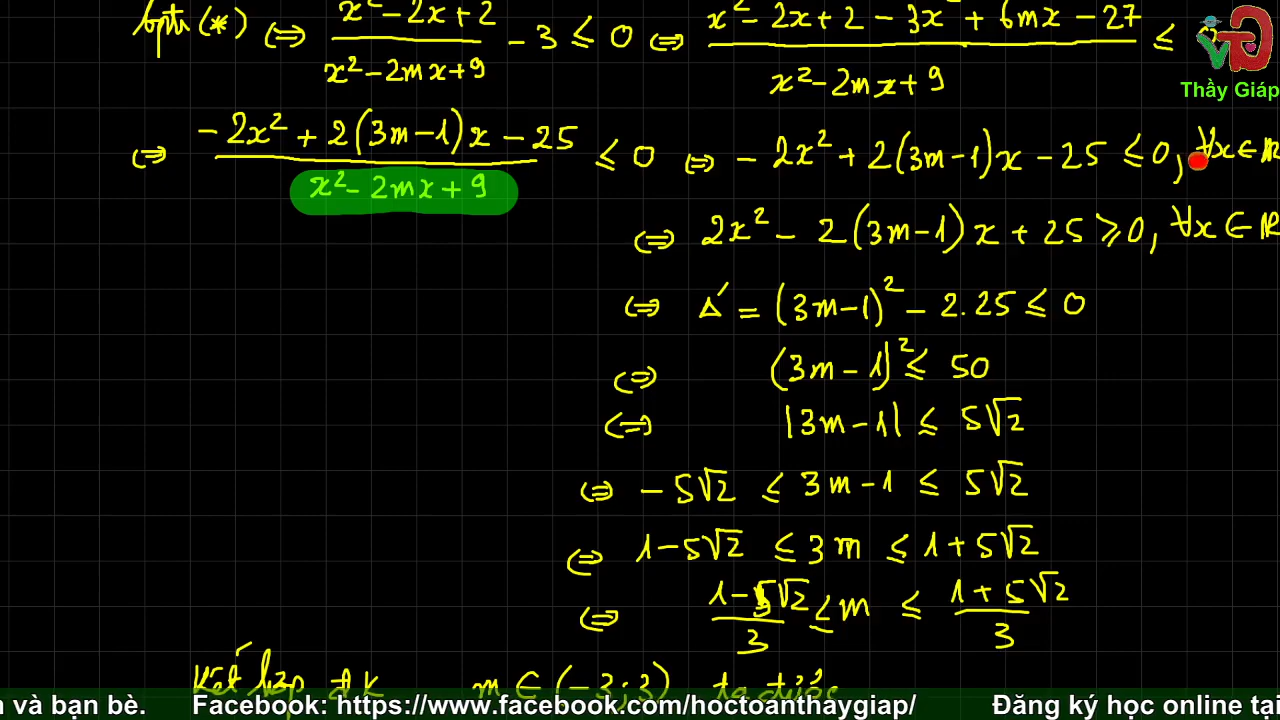 bptr (*) ⇔ x² - 2x + 2 / x² - 2mx + 9 - 3 ≤ 0 ⇔ x² - 2x + 2 - 3x² + 6mx - 27 / x² - 2mx + 9 ≤
Thầy Giáp
⇔ -2x² + 2(3m-1)x - 25 / x² - 2mx + 9 ≤ 0 ⇔ -2x² + 2(3m-1)x - 25 ≤ 0, ∀x ∈ ℝ
⇔ 2x² - 2(3m-1)x + 25 ≥ 0, ∀x ∈ ℝ
⇔ Δ' = (3m-1)² - 2.25 ≤ 0
⇔ (3m-1)² ≤ 50
⇔ |3m-1| ≤ 5√2
⇔ -5√2 ≤ 3m-1 ≤ 5√2
⇔ 1-5√2 ≤ 3m ≤ 1+5√2
⇔ 1-5√2 / 3 ≤ m ≤ 1+5√2 / 3
Kết hợp đk m ∈ (-3;3) ta được
và bạn bè. Facebook: https://www.facebook.com/hoctoanthaygiap/ Đăng ký học online tại